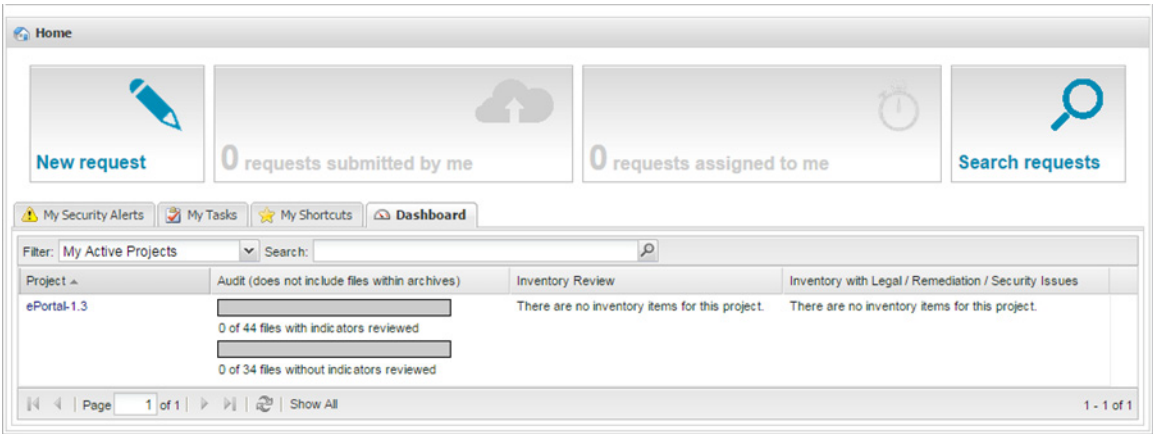 Home
New request
0 requests submitted by me
0 requests assigned to me
Search requests
My Security Alerts My Tasks My Shortcuts Dashboard
Filter: My Active Projects Search:
Project Audit (does not include files within archives) Inventory Review Inventory with Legal / Remediation / Security Issues
ePortal-1.3 There are no inventory items for this project. There are no inventory items for this project.
0 of 44 files with indicators reviewed
0 of 34 files without indicators reviewed
Page 1 of 1 Show All 1 - 1 of 1